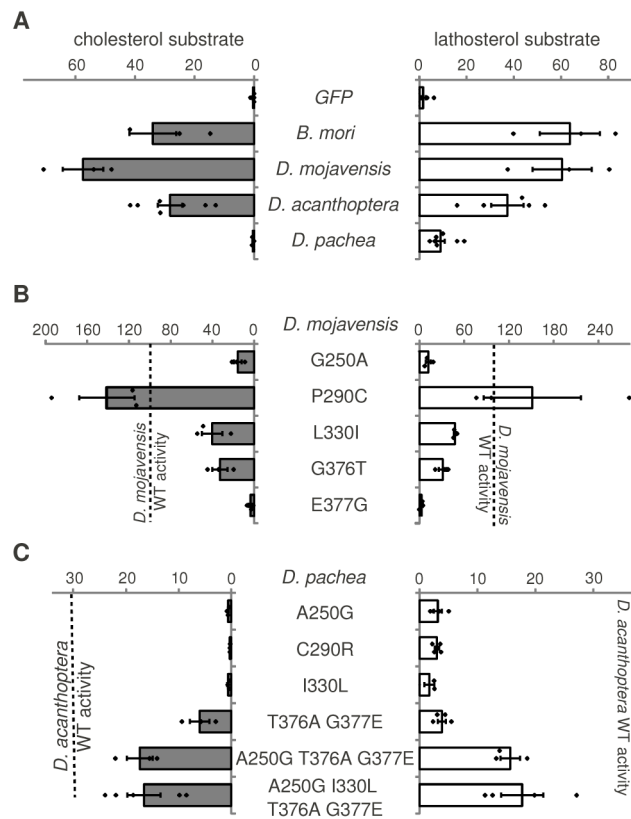 A
cholesterol substrate lathosterol substrate
60 40 20 0 0 20 40 60 80
GFP
B. mori
D. mojavensis
D. acanthoptera
D. pachea
B
D. mojavensis
200 160 120 80 40 0 0 60 120 180 240
G250A
P290C
L330I
G376T
E377G
D. mojavensis
WT activity
D. mojavensis
WT activity
C
D. pachea
30 20 10 0 0 10 20 30
A250G
C290R
I330L
T376A G377E
A250G T376A G377E
A250G I330L
T376A G377E
D. acanthoptera
WT activity
D. acanthoptera WT activity